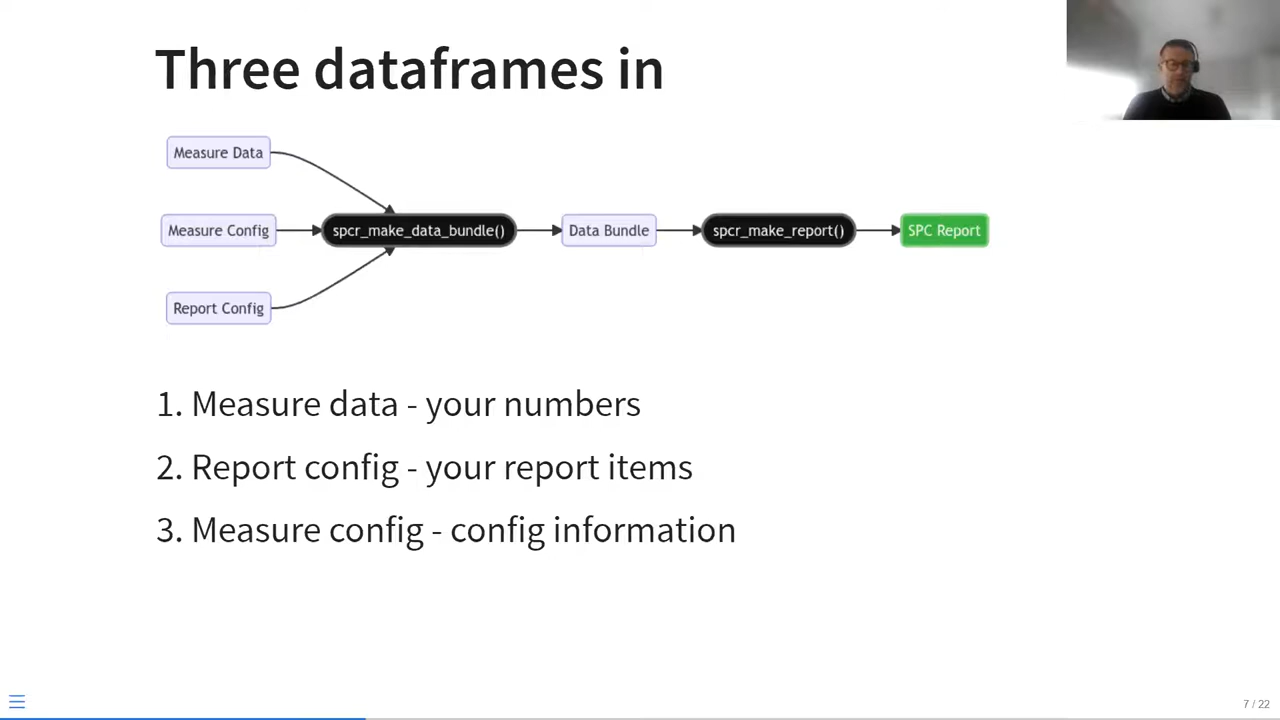 Three dataframes in
Measure Data
Measure Config
spcr_make_data_bundle()
Data Bundle
spcr_make_report()
SPC Report
Report Config
1. Measure data - your numbers
2. Report config - your report items
3. Measure config - config information
7 / 22